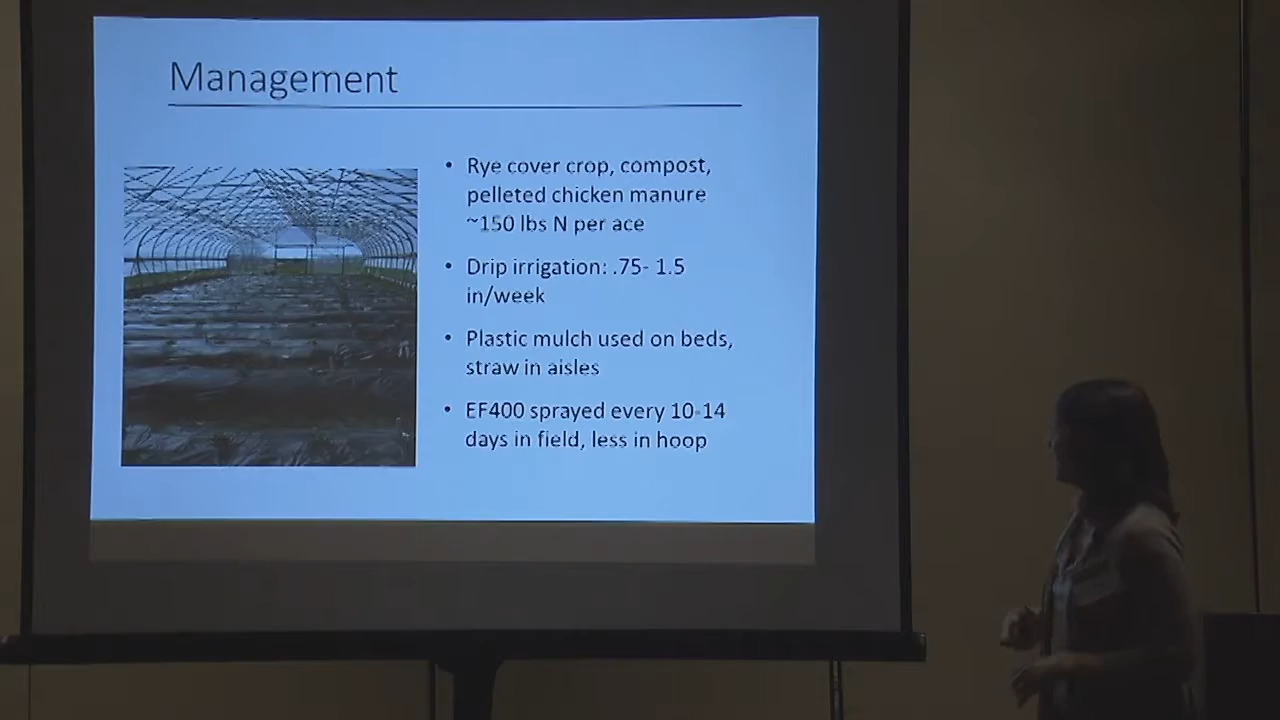 Management
• Rye cover crop, compost,
pelleted chicken manure
~150 lbs N per ace
• Drip irrigation: .75- 1.5
in/week
• Plastic mulch used on beds,
straw in aisles
• EF400 sprayed every 10-14
days in field, less in hoop